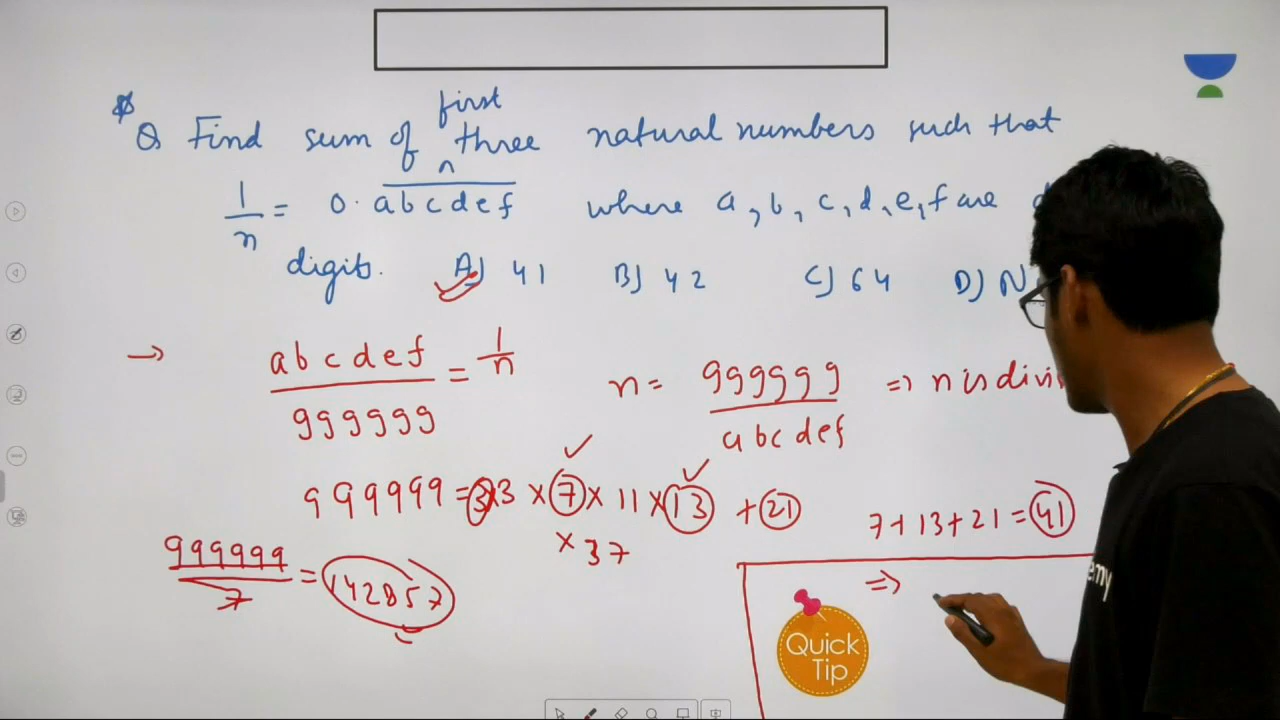 first
Q Find sum of three natural numbers such that
n
1/n = 0.abcdef where a, b, c, d, e, f are
digits. A) 41 B) 42 C) 64 D) N
→ abcdef/999999 = 1/n
n = 999999/abcdef => n is divi
999999 = 3×3 × 7 × 11 × 13 + 21
× 37
7+13+21 = 41
999999/7 = 142857
=>
Quick
Tip
emy